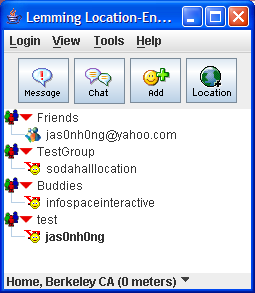 Lemming Location-En...
Login View Tools Help
Message Chat Add Location
Friends
jas0nh0ng@yahoo.com
TestGroup
sodahalllocation
Buddies
infospaceinteractive
test
jas0nh0ng
Home, Berkeley CA (0 meters)